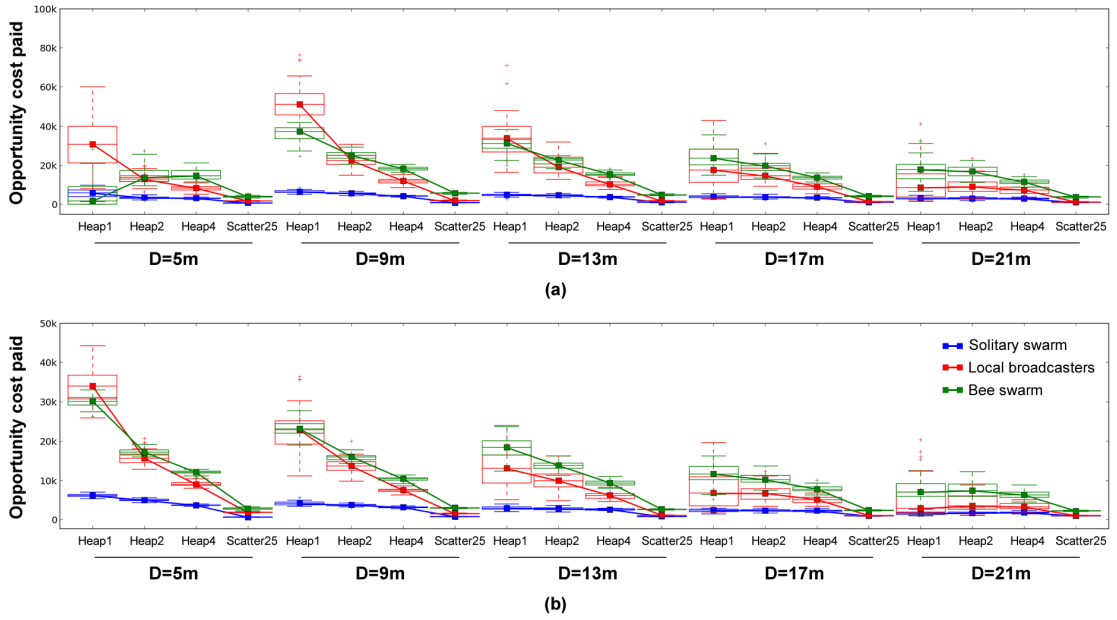 Opportunity cost paid
100k
80k
60k
40k
20k
0
Heap1 Heap2 Heap4 Scatter25 Heap1 Heap2 Heap4 Scatter25 Heap1 Heap2 Heap4 Scatter25 Heap1 Heap2 Heap4 Scatter25 Heap1 Heap2 Heap4 Scatter25
D=5m D=9m D=13m D=17m D=21m
(a)
Opportunity cost paid
50k
40k
30k
20k
10k
0
Solitary swarm
Local broadcasters
Bee swarm
Heap1 Heap2 Heap4 Scatter25 Heap1 Heap2 Heap4 Scatter25 Heap1 Heap2 Heap4 Scatter25 Heap1 Heap2 Heap4 Scatter25 Heap1 Heap2 Heap4 Scatter25
D=5m D=9m D=13m D=17m D=21m
(b)